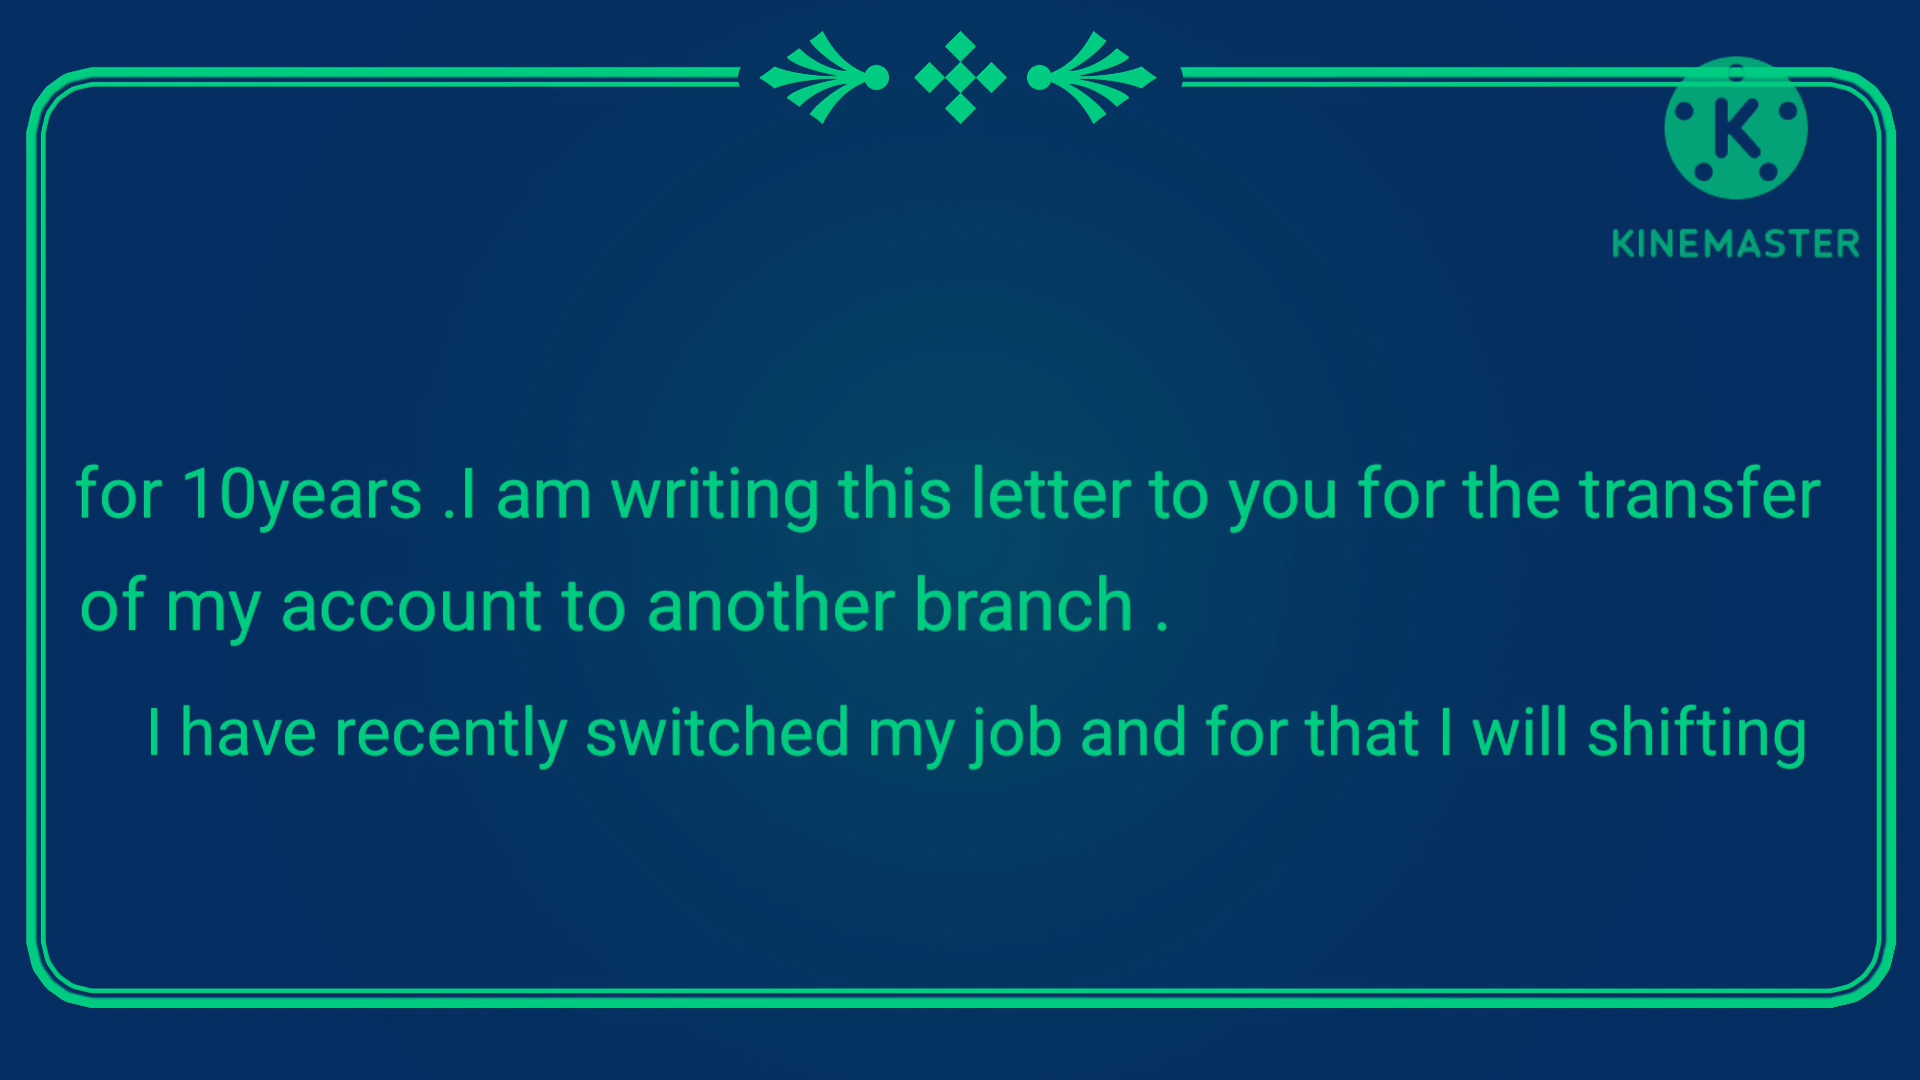 KINEMASTER
for 10years .I am writing this letter to you for the transfer
of my account to another branch .
I have recently switched my job and for that I will shifting